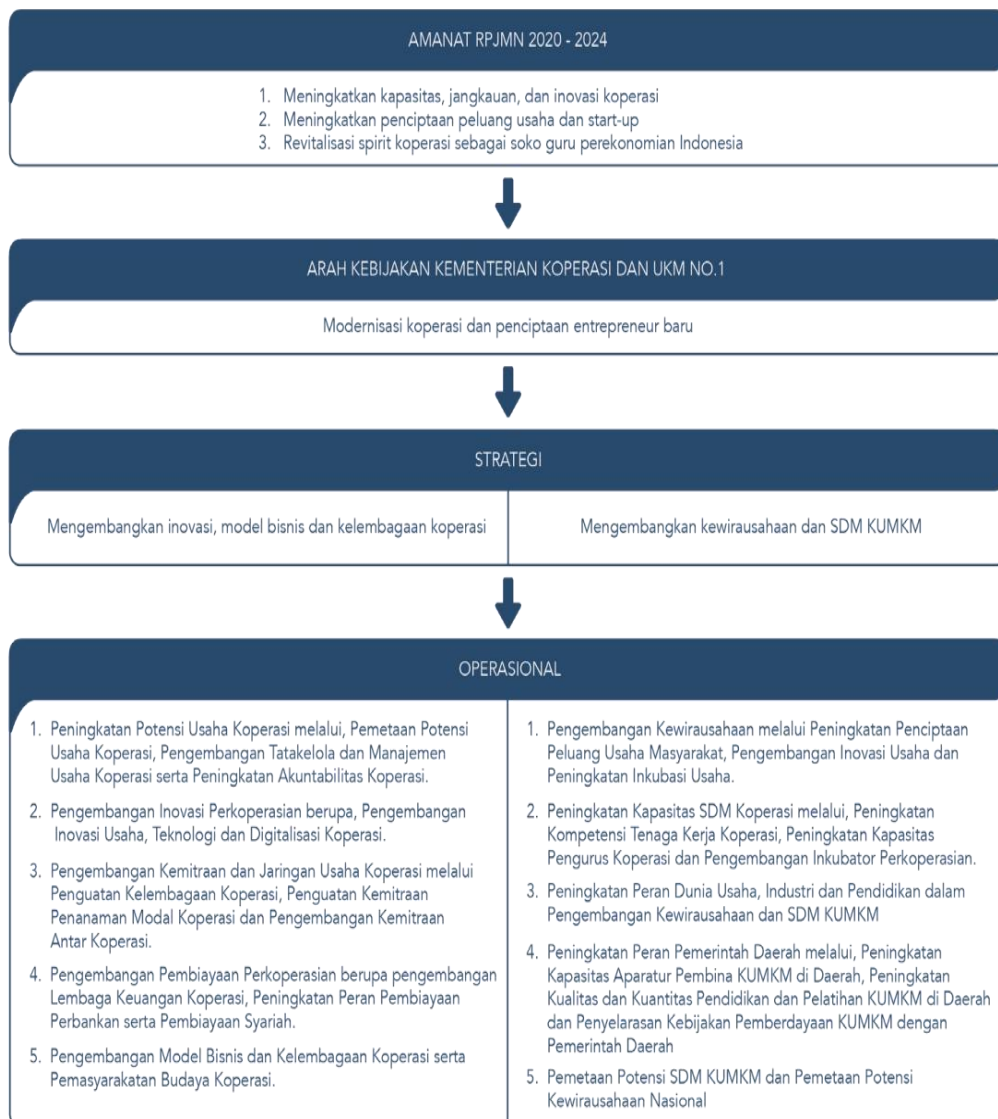 AMANAT RPJMN 2020 - 2024
1. Meningkatkan kapasitas, jangkauan, dan inovasi koperasi
2. Meningkatkan penciptaan peluang usaha dan start-up
3. Revitalisasi spirit koperasi sebagai soko guru perekonomian Indonesia
ARAH KEBIJAKAN KEMENTERIAN KOPERASI DAN UKM NO.1
Modernisasi koperasi dan penciptaan entrepreneur baru
STRATEGI
Mengembangkan inovasi, model bisnis dan kelembagaan koperasi
Mengembangkan kewirausahaan dan SDM KUMKM
OPERASIONAL
1. Peningkatan Potensi Usaha Koperasi melalui, Pemetaan Potensi
Usaha Koperasi, Pengembangan Tatakelola dan Manajemen
Usaha Koperasi serta Peningkatan Akuntabilitas Koperasi.
2. Pengembangan Inovasi Perkoperasian berupa, Pengembangan
Inovasi Usaha, Teknologi dan Digitalisasi Koperasi.
3. Pengembangan Kemitraan dan Jaringan Usaha Koperasi melalui
Penguatan Kelembagaan Koperasi, Penguatan Kemitraan
Penanaman Modal Koperasi dan Pengembangan Kemitraan
Antar Koperasi.
4. Pengembangan Pembiayaan Perkoperasian berupa pengembangan
Lembaga Keuangan Koperasi, Peningkatan Peran Pembiayaan
Perbankan serta Pembiayaan Syariah.
5. Pengembangan Model Bisnis dan Kelembagaan Koperasi serta
Pemasyarakatan Budaya Koperasi.
1. Pengembangan Kewirausahaan melalui Peningkatan Penciptaan
Peluang Usaha Masyarakat, Pengembangan Inovasi Usaha dan
Peningkatan Inkubasi Usaha.
2. Peningkatan Kapasitas SDM Koperasi melalui, Peningkatan
Kompetensi Tenaga Kerja Koperasi, Peningkatan Kapasitas
Pengurus Koperasi dan Pengembangan Inkubator Perkoperasian.
3. Peningkatan Peran Dunia Usaha, Industri dan Pendidikan dalam
Pengembangan Kewirausahaan dan SDM KUMKM
4. Peningkatan Peran Pemerintah Daerah melalui, Peningkatan
Kapasitas Aparatur Pembina KUMKM di Daerah, Peningkatan
Kualitas dan Kuantitas Pendidikan dan Pelatihan KUMKM di Daerah
dan Penyelarasan Kebijakan Pemberdayaan KUMKM dengan
Pemerintah Daerah
5. Pemetaan Potensi SDM KUMKM dan Pemetaan Potensi
Kewirausahaan Nasional